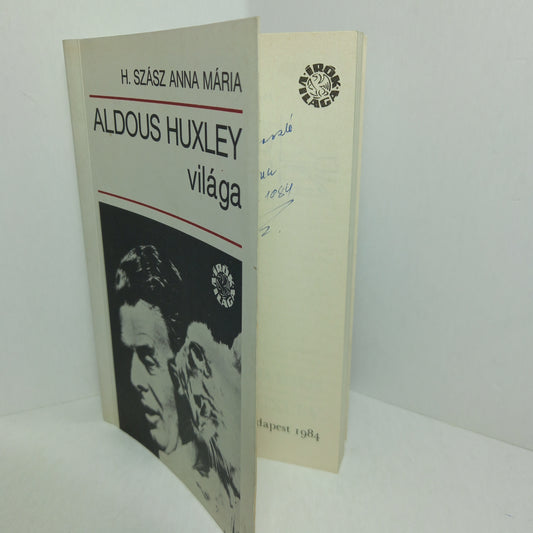 H. SZÁSZ ANNA MÁRIA
ALDOUS HUXLEY
világa
ÍRÓK VILÁGA
ÍRÓK VILÁGA
1984
dapest 1984